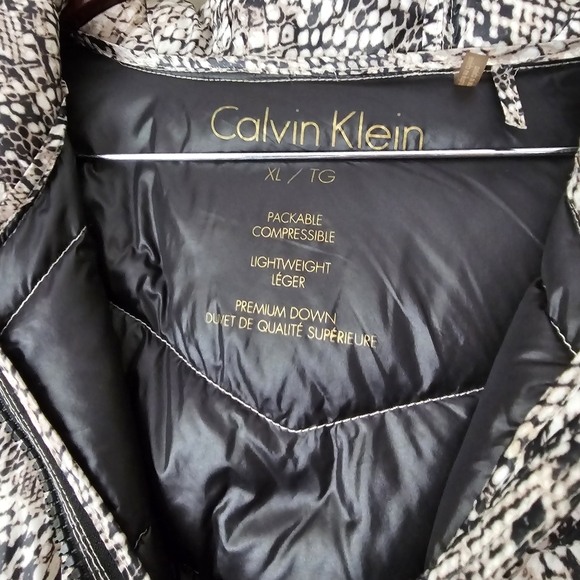 Calvin Klein
XL / TG
PACKABLE
COMPRESSIBLE
LIGHTWEIGHT
LÉGER
PREMIUM DOWN
DUVET DE QUALITÉ SUPÉRIEURE